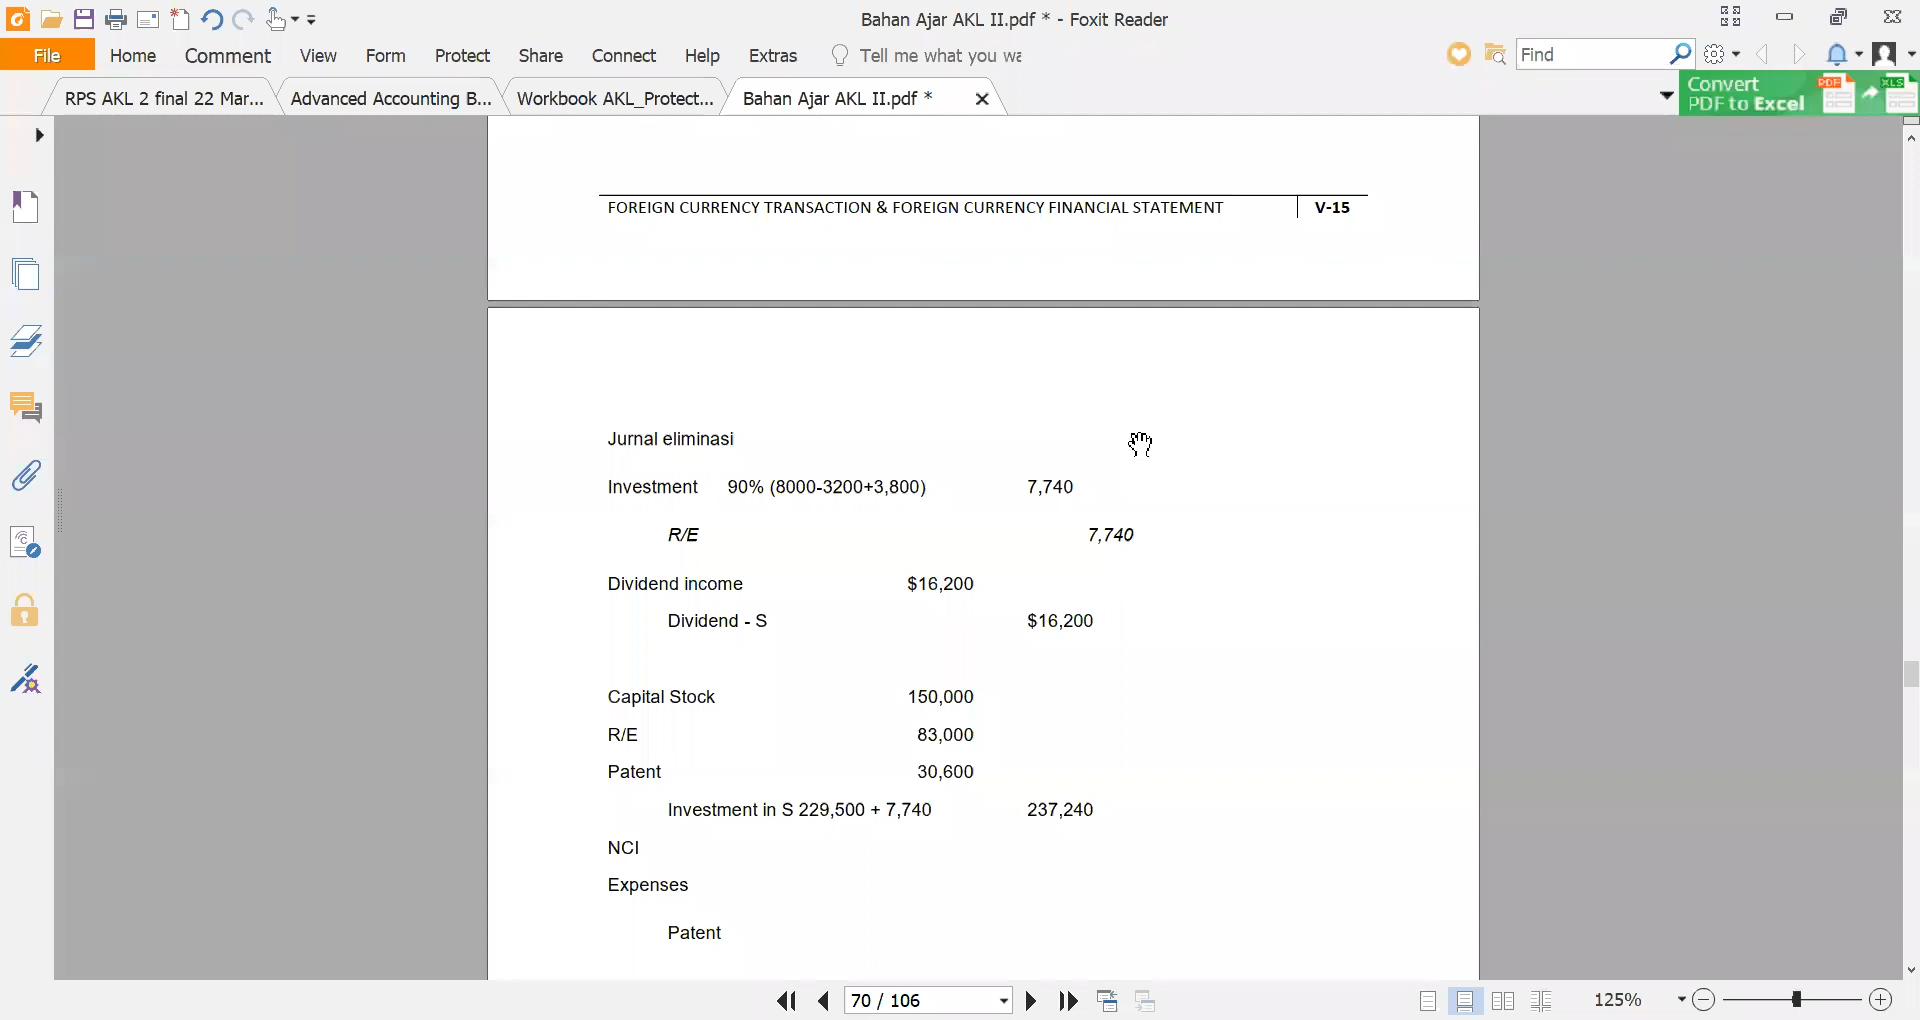 Bahan Ajar AKL II.pdf * - Foxit Reader
File Home Comment View Form Protect Share Connect Help Extras Tell me what you wa
Find
RPS AKL 2 final 22 Mar... Advanced Accounting B... Workbook AKL_Protect... Bahan Ajar AKL II.pdf *
Convert
PDF to Excel
PDF XLS
FOREIGN CURRENCY TRANSACTION & FOREIGN CURRENCY FINANCIAL STATEMENT V-15
Jurnal eliminasi
Investment 90% (8000-3200+3,800) 7,740
R/E 7,740
Dividend income $16,200
Dividend - S $16,200
Capital Stock 150,000
R/E 83,000
Patent 30,600
Investment in S 229,500 + 7,740 237,240
NCI
Expenses
Patent
70 / 106
125%